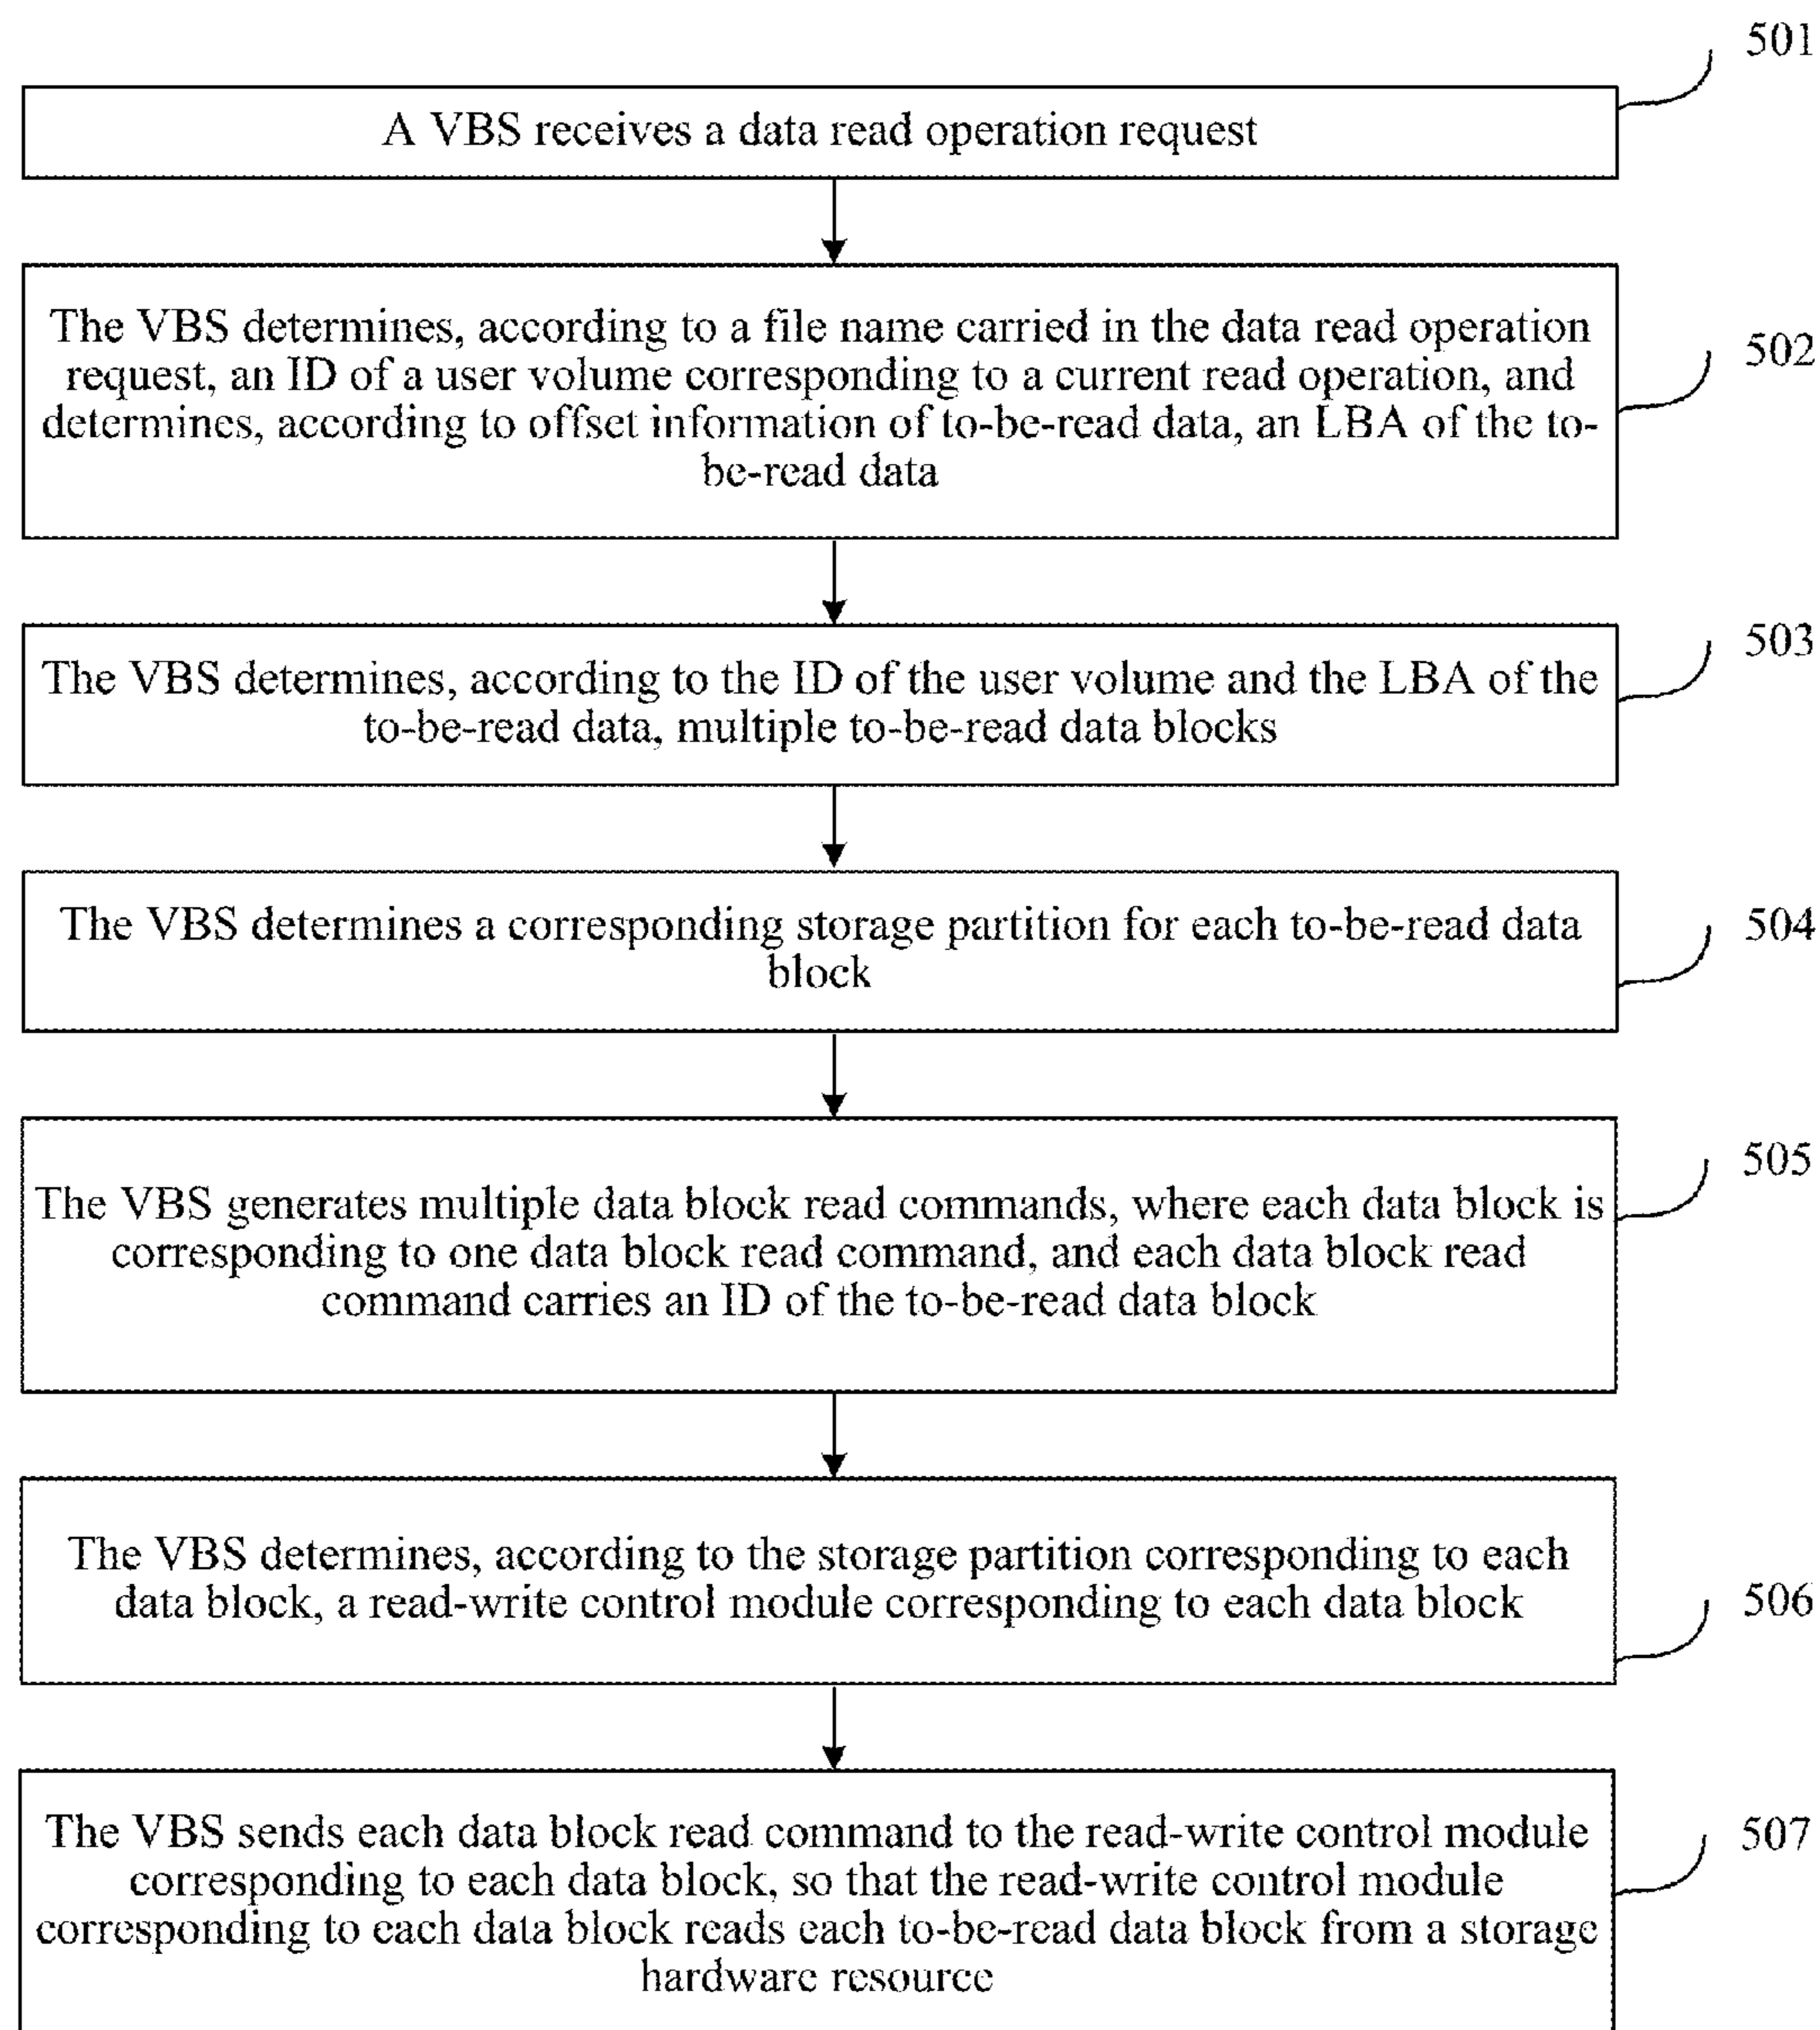 501
A VBS receives a data read operation request
The VBS determines, according to a file name carried in the data read operation
request, an ID of a user volume corresponding to a current read operation, and
determines, according to offset information of to-be-read data, an LBA of the to-
be-read data
502
503
The VBS determines, according to the ID of the user volume and the LBA of the
to-be-read data, multiple to-be-read data blocks
The VBS determines a corresponding storage partition for each to-be-read data
block
504
505
The VBS generates multiple data block read commands, where each data block is
corresponding to one data block read command, and each data block read
command carries an ID of the to-be-read data block
The VBS determines, according to the storage partition corresponding to each
data block, a read-write control module corresponding to each data block
506
The VBS sends each data block read command to the read-write control module
corresponding to each data block, so that the read-write control module
corresponding to each data block reads each to-be-read data block from a storage
hardware resource
507